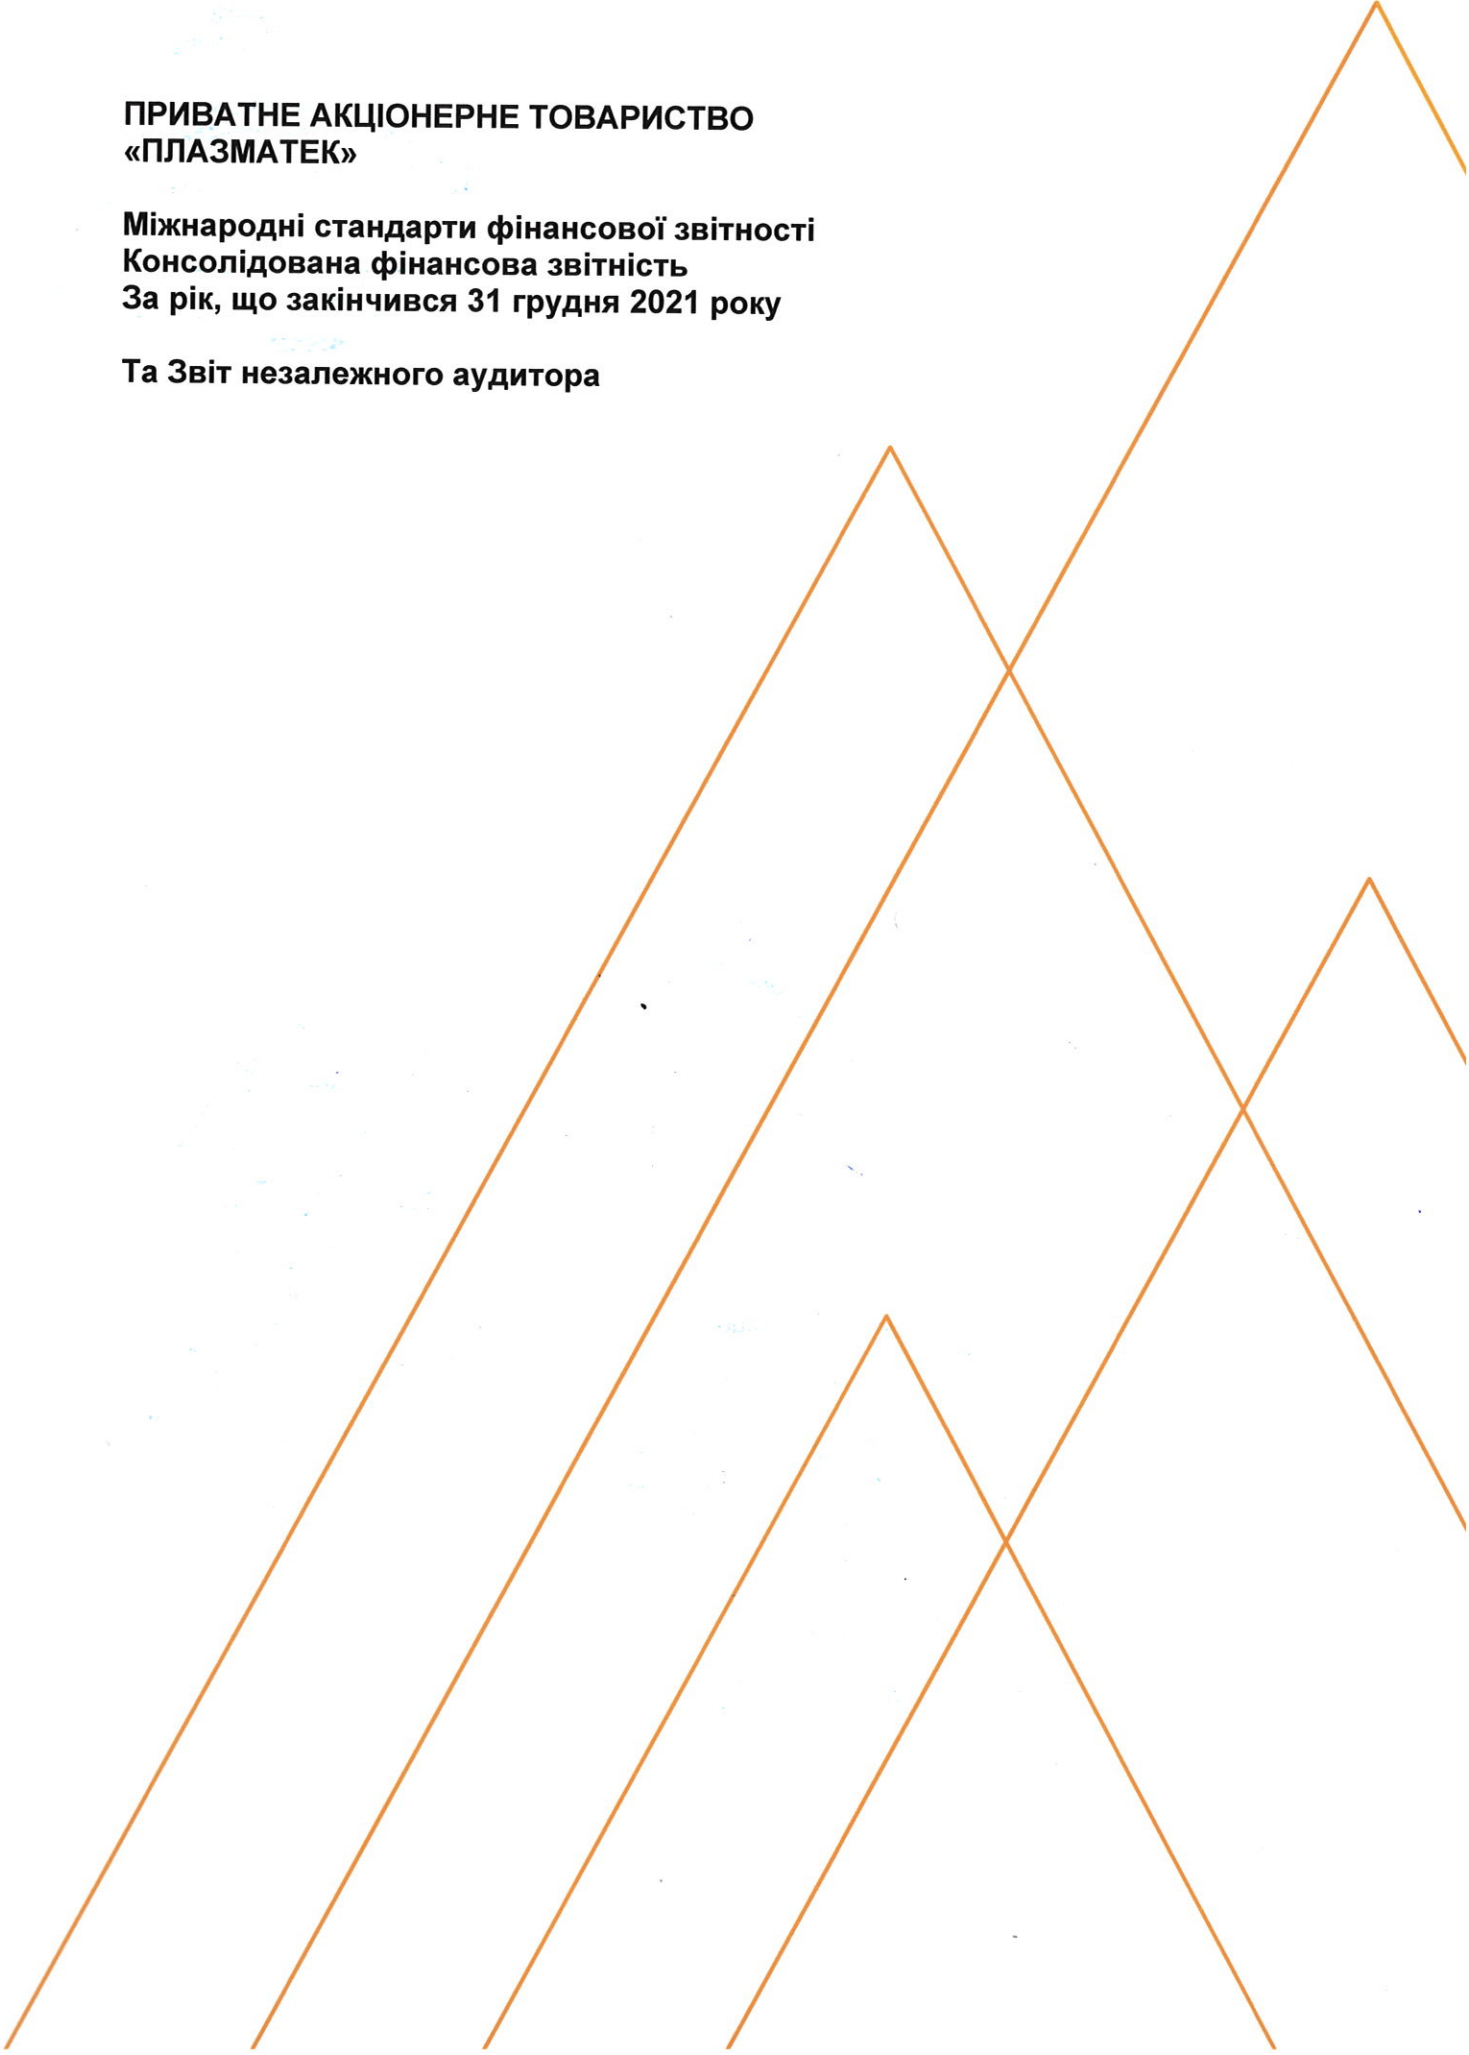 ПРИВАТНЕ АКЦІОНЕРНЕ ТОВАРИСТВО
«ПЛАЗМАТЕК»
Міжнародні стандарти фінансової звітності
Консолідована фінансова звітність
За рік, що закінчився 31 грудня 2021 року
Та Звіт незалежного аудитора